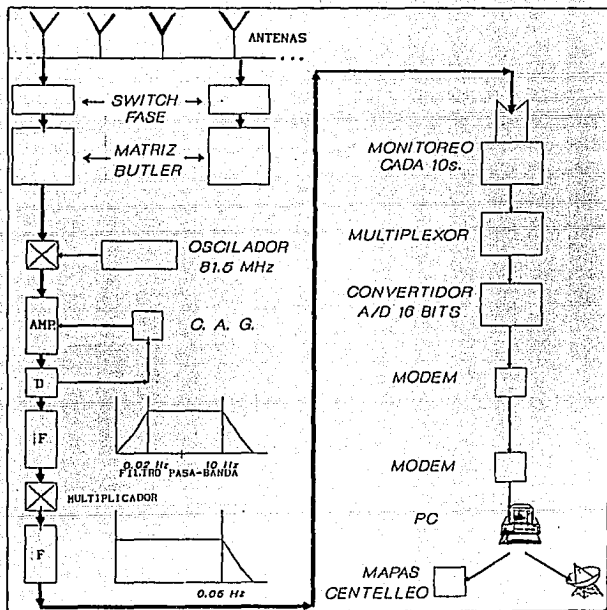 ANTENAS
SWITCH
FASE
MATRIZ
BUTLER
OSCILADOR
81.5 MHz
AMP.
C. A. G.
D
F
0.02 Hz 10 Hz
FILTRO PASA-BANDA
MULTIPLICADOR
F
0.05 Hz
MONITOREO
CADA 10s.
MULTIPLEXOR
CONVERTIDOR
A/D 16 BITS
MODEM
MODEM
PC
MAPAS
CENTELLEO